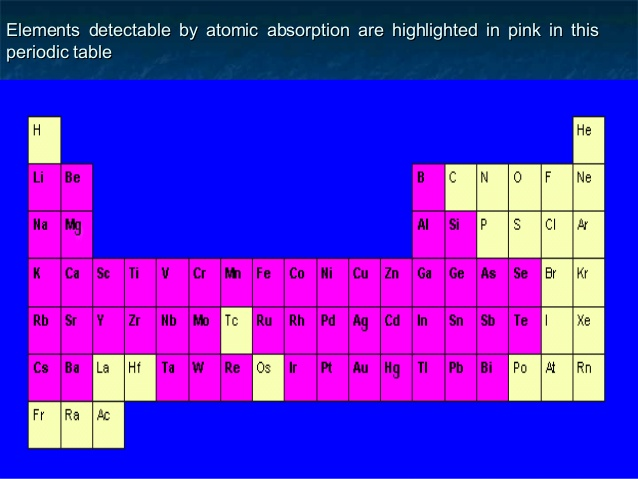 Elements detectable by atomic absorption are highlighted in pink in this
periodic table
H He
Li Be B C N O F Ne
Na Mg Al Si P S Cl Ar
K Ca Sc Ti V Cr Mn Fe Co Ni Cu Zn Ga Ge As Se Br Kr
Rb Sr Y Zr Nb Mo Tc Ru Rh Pd Ag Cd In Sn Sb Te I Xe
Cs Ba La Hf Ta W Re Os Ir Pt Au Hg Tl Pb Bi Po At Rn
Fr Ra Ac